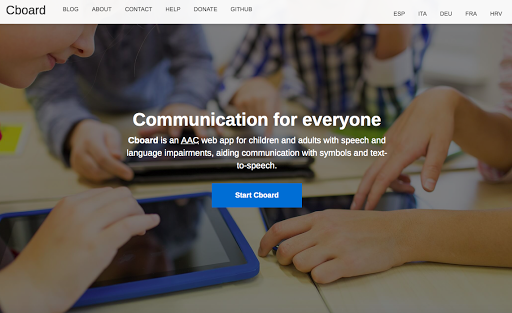 Cboard BLOG ABOUT CONTACT HELP DONATE GITHUB ESP ITA DEU FRA HRV
Communication for everyone
Cboard is an AAC web app for children and adults with speech and
language impairments, aiding communication with symbols and text-
to-speech.
Start Cboard